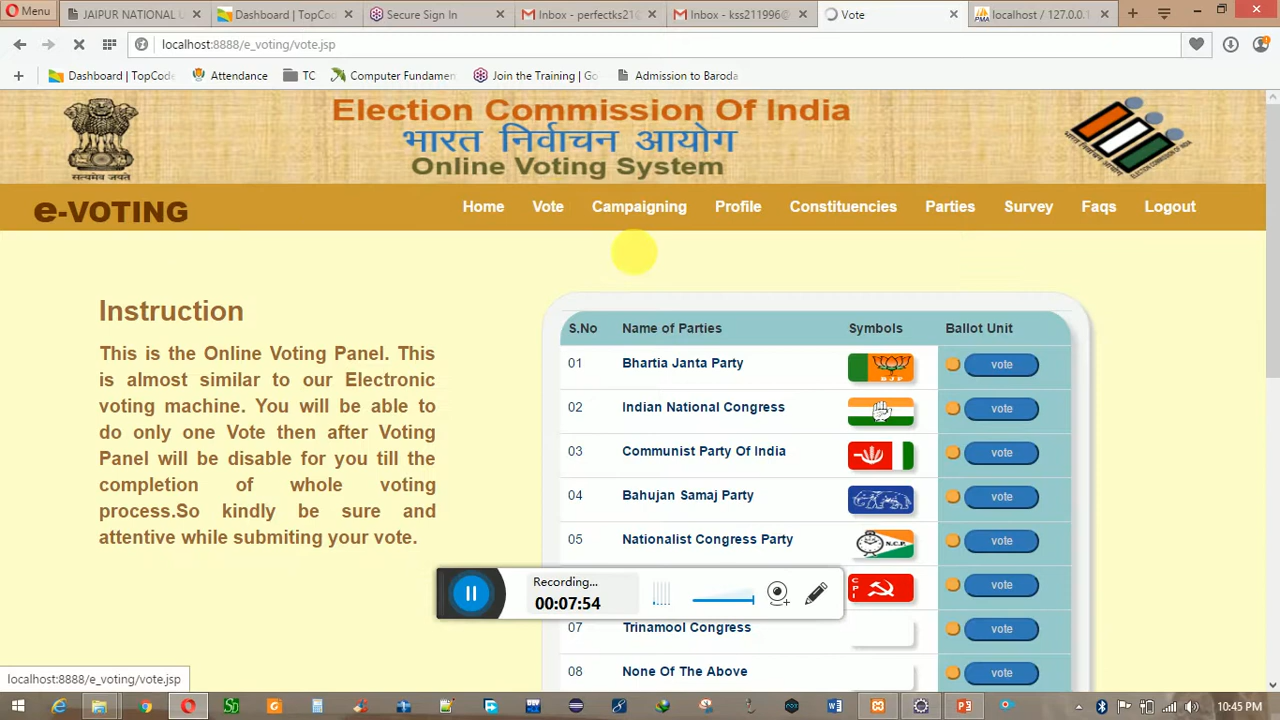 Menu
JAIPUR NATIONAL U
Dashboard | TopCod
Secure Sign In
Inbox - perfectks21@
Inbox - kss211996@
Vote
localhost / 127.0.0.1
localhost:8888/e_voting/vote.jsp
Dashboard | TopCode
Attendance
TC
Computer Fundamen
Join the Training | Go
Admission to Baroda
Election Commission Of India
भारत निर्वाचन आयोग
Online Voting System
सत्यमेव जयते
e-VOTING
Home
Vote
Campaigning
Profile
Constituencies
Parties
Survey
Faqs
Logout
Instruction
This is the Online Voting Panel. This
is almost similar to our Electronic
voting machine. You will be able to
do only one Vote then after Voting
Panel will be disable for you till the
completion of whole voting
process.So kindly be sure and
attentive while submiting your vote.
S.No Name of Parties Symbols Ballot Unit
01 Bhartia Janta Party BJP vote
02 Indian National Congress vote
03 Communist Party Of India vote
04 Bahujan Samaj Party vote
05 Nationalist Congress Party N.C.P. vote
CPI vote
07 Trinamool Congress vote
08 None Of The Above vote
Recording...
00:07:54
localhost:8888/e_voting/vote.jsp
10:45 PM